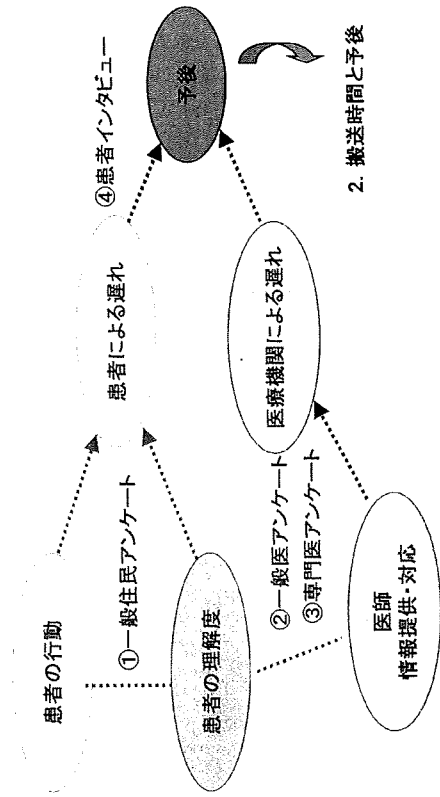 患者の行動
①一般住民アンケート
患者の理解度
②一般医アンケート
③専門医アンケート
医師
情報提供・対応
患者による遅れ
医療機関による遅れ
④患者インタビュー
予後
2. 搬送時間と予後